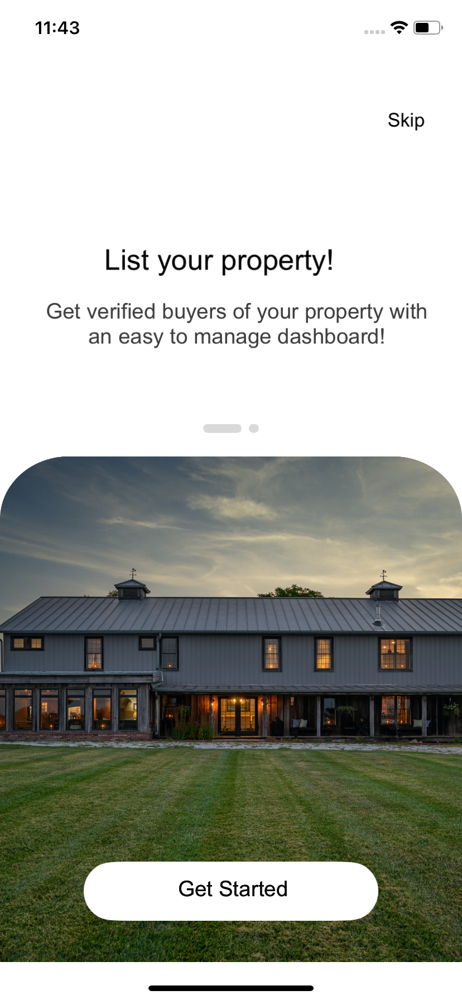 11:43
Skip
List your property!
Get verified buyers of your property with
an easy to manage dashboard!
Get Started